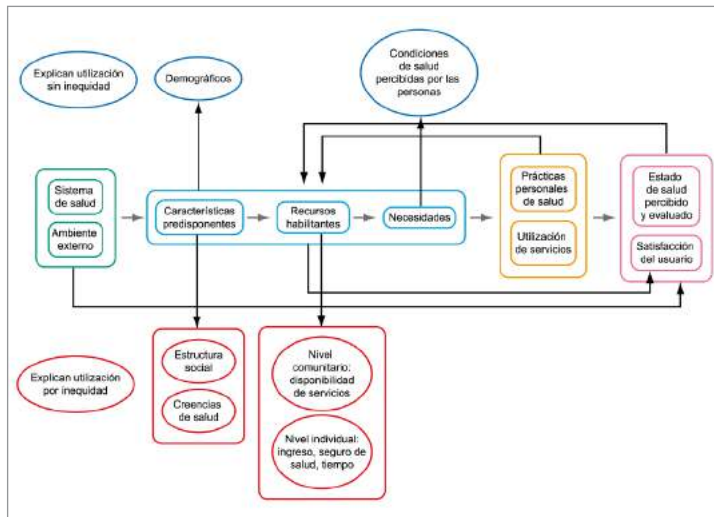 Explican utilización
sin inequidad
Demográficos
Condiciones
de salud
percibidas por las
personas
Sistema
de salud
Ambiente
externo
Características
predisponentes
Recursos
habilitantes
Necesidades
Prácticas
personales
de salud
Utilización
de servicios
Estado
de salud
percibido
y evaluado
Satisfacción
del usuario
Explican utilización
por inequidad
Estructura
social
Creencias
de salud
Nivel
comunitario:
disponibilidad
de servicios
Nivel individual:
ingreso, seguro de
salud, tiempo